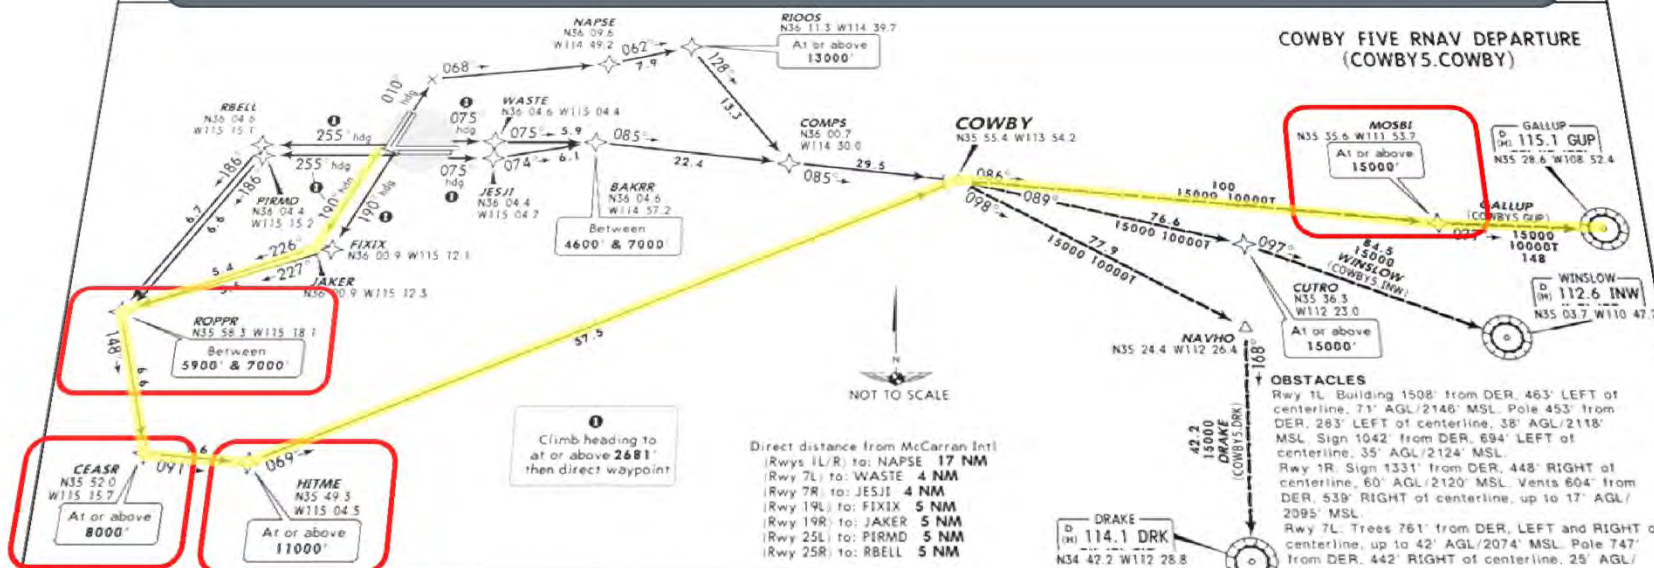 COWBY FIVE RNAV DEPARTURE
(COWBY5.COWBY)
NAPSE
N36 09.6
W114 49.2
062°
7.9
RIOOS
N36 11.3 W114 39.7
At or above
13000'
128°
13.3
068
010°
hdg
RBELL
N36 04.6
W115 15.1
255° hdg
255° hdg
186°
186°
6.7
6.6
PIRMD
N36 04.4
W115 15.2
190° hdg
190° hdg
075°
hdg
075°
hdg
WASTE
N36 04.6 W115 04.4
075° 5.9
074° 6.1
JESJI
N36 04.4
W115 04.7
085°
22.4
BAKRR
N36 04.6
W114 57.2
Between
4600' & 7000'
COMPS
N36 00.7
W114 30.0
085°
29.5
COWBY
N35 55.4 W113 54.2
086°
089°
098°
100
15000 10000T
76.6
15000 10000T
77.9
15000 10000T
MOSBI
N35 35.6 W111 53.7
At or above
15000'
GALLUP
D
(H) 115.1 GUP
N35 28.6 W108 52.4
GALLUP
(COWBY5.GUP)
15000
10000T
148
097°
84.5
15000
WINSLOW
(COWBY5.INW)
WINSLOW
D
(H) 112.6 INW
N35 03.7 W110 47.7
CUTRO
N35 36.3
W112 23.0
At or above
15000'
NAVHO
N35 24.4 W112 26.4
168°
42.2
15000
DRAKE
(COWBY5.DRK)
DRAKE
D
(H) 114.1 DRK
N34 42.2 W112 28.8
226°
5.4
227°
FIXIX
N36 00.9 W115 12.1
JAKER
N36 00.9 W115 12.3
ROPPR
N35 58.3 W115 18.1
Between
5900' & 7000'
148°
6.6
CEASR
N35 52.0
W115 15.7
At or above
8000'
091
HITME
N35 49.3
W115 04.5
At or above
11000'
069°
57.5
Climb heading to
at or above 2681'
then direct waypoint
N
NOT TO SCALE
Direct distance from McCarran Intl
(Rwys 1L/R) to: NAPSE 17 NM
(Rwy 7L) to: WASTE 4 NM
(Rwy 7R) to: JESJI 4 NM
(Rwy 19L) to: FIXIX 5 NM
(Rwy 19R) to: JAKER 5 NM
(Rwy 25L) to: PIRMD 5 NM
(Rwy 25R) to: RBELL 5 NM
OBSTACLES
Rwy 1L: Building 1508' from DER, 463' LEFT of
centerline, 71' AGL/2146' MSL. Pole 453' from
DER, 263' LEFT of centerline, 38' AGL/2118'
MSL. Sign 1042' from DER, 694' LEFT of
centerline, 35' AGL/2124' MSL.
Rwy 1R: Sign 1331' from DER, 448' RIGHT of
centerline, 60' AGL/2120' MSL. Vents 604' from
DER, 539' RIGHT of centerline, up to 17' AGL/
2095' MSL.
Rwy 7L: Trees 761' from DER, LEFT and RIGHT of
centerline, up to 42' AGL/2074' MSL. Pole 747'
from DER, 442' RIGHT of centerline, 25' AGL/